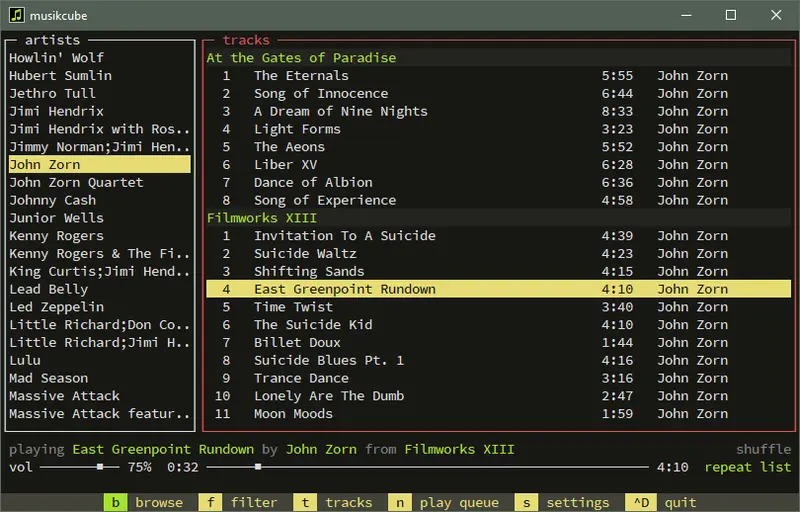 musikcube
artists
Howlin' Wolf
Hubert Sumlin
Jethro Tull
Jimi Hendrix
Jimi Hendrix with Ros..
Jimmy Norman;Jimi Hen..
John Zorn
John Zorn Quartet
Johnny Cash
Junior Wells
Kenny Rogers
Kenny Rogers & The Fi..
King Curtis;Jimi Hend..
Lead Belly
Led Zeppelin
Little Richard;Don Co..
Little Richard;Jimi H..
Lulu
Mad Season
Massive Attack
Massive Attack featur..
tracks
At the Gates of Paradise
1 The Eternals 5:55 John Zorn
2 Song of Innocence 6:44 John Zorn
3 A Dream of Nine Nights 8:33 John Zorn
4 Light Forms 3:23 John Zorn
5 The Aeons 5:52 John Zorn
6 Liber XV 6:28 John Zorn
7 Dance of Albion 6:36 John Zorn
8 Song of Experience 4:58 John Zorn
Filmworks XIII
1 Invitation To A Suicide 4:39 John Zorn
2 Suicide Waltz 4:23 John Zorn
3 Shifting Sands 4:15 John Zorn
4 East Greenpoint Rundown 4:10 John Zorn
5 Time Twist 3:40 John Zorn
6 The Suicide Kid 4:10 John Zorn
7 Billet Doux 1:44 John Zorn
8 Suicide Blues Pt. 1 4:16 John Zorn
9 Trance Dance 3:16 John Zorn
10 Lonely Are The Dumb 2:47 John Zorn
11 Moon Moods 1:59 John Zorn
playing East Greenpoint Rundown by John Zorn from Filmworks XIII shuffle
vol 75% 0:32 4:10 repeat list
b browse f filter t tracks n play queue s settings ^D quit